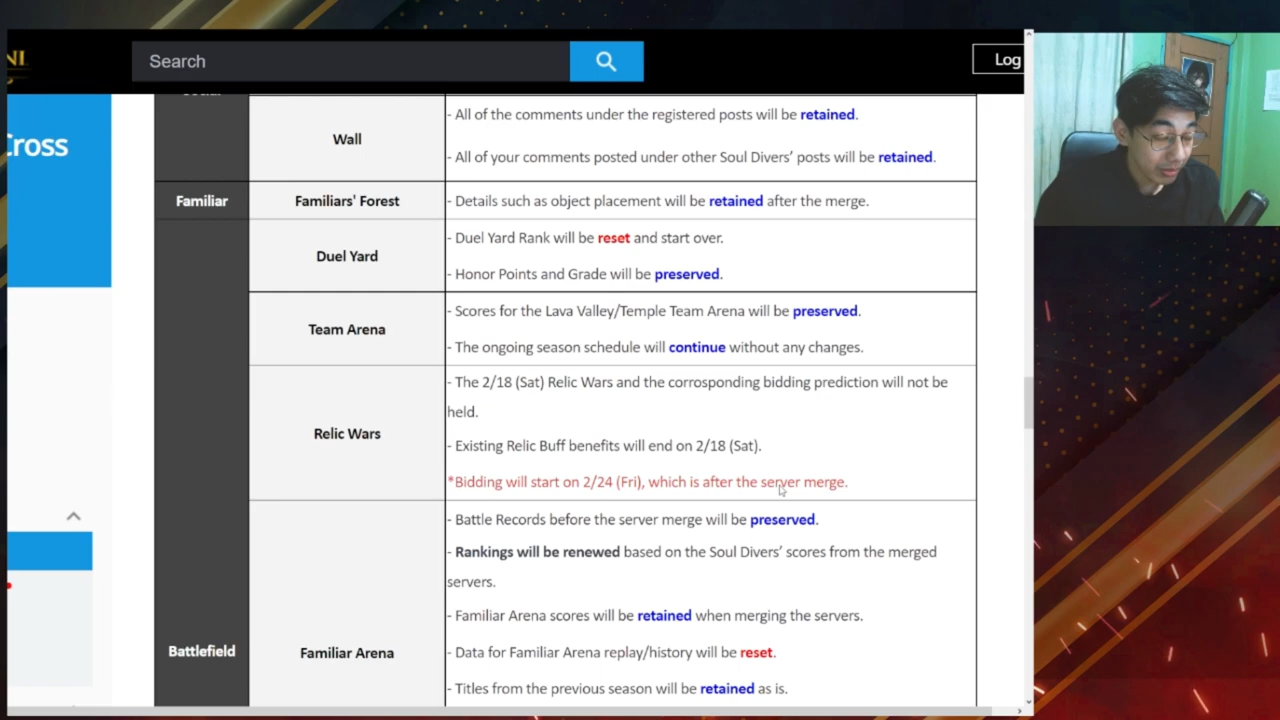 NI
Search
Log
Cross
Wall
- All of the comments under the registered posts will be retained.
- All of your comments posted under other Soul Divers' posts will be retained.
Familiar
Familiars' Forest
- Details such as object placement will be retained after the merge.
Duel Yard
- Duel Yard Rank will be reset and start over.
- Honor Points and Grade will be preserved.
Team Arena
- Scores for the Lava Valley/Temple Team Arena will be preserved.
- The ongoing season schedule will continue without any changes.
Relic Wars
- The 2/18 (Sat) Relic Wars and the corrosponding bidding prediction will not be
held.
- Existing Relic Buff benefits will end on 2/18 (Sat).
*Bidding will start on 2/24 (Fri), which is after the server merge.
Battlefield
Familiar Arena
- Battle Records before the server merge will be preserved.
- Rankings will be renewed based on the Soul Divers' scores from the merged
servers.
- Familiar Arena scores will be retained when merging the servers.
- Data for Familiar Arena replay/history will be reset.
- Titles from the previous season will be retained as is.